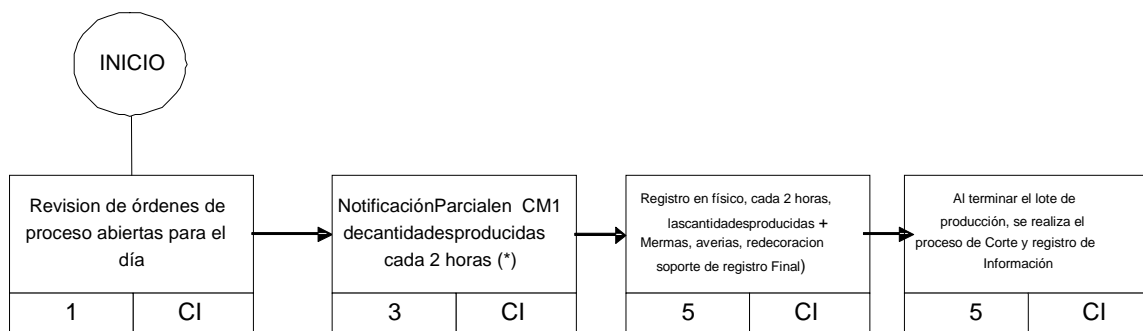 INICIO
Revision de órdenes de
proceso abiertas para el
día
1 CI
NotificaciónParcialen CM1
decantidadesproducidas
cada 2 horas (*)
3 CI
Registro en físico, cada 2 horas,
lascantidadesproducidas +
Mermas, averias, redecoracion
soporte de registro Final)
5 CI
Al terminar el lote de
producción, se realiza el
proceso de Corte y registro de
Información
5 CI